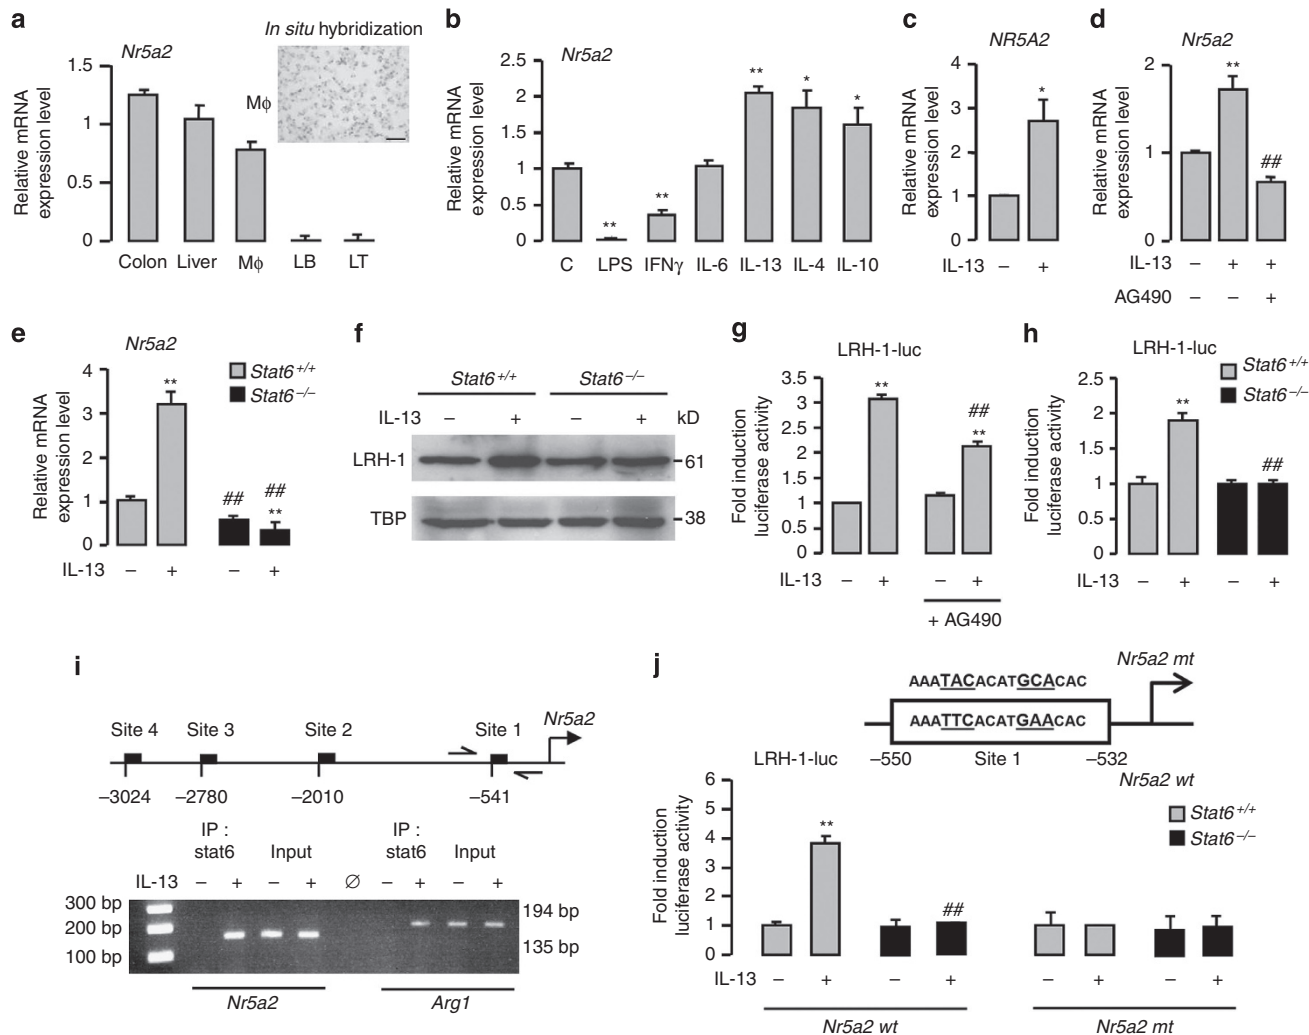 a
In situ hybridization
Nr5a2
Mϕ
Relative mRNA
expression level
1.5
1
0.5
0
Colon Liver Mϕ LB LT
b
Nr5a2
Relative mRNA
expression level
2.5
2
1.5
1
0.5
0
** ** ** * *
C LPS IFNγ IL-6 IL-13 IL-4 IL-10
c
NR5A2
Relative mRNA
expression level
4
3
2
1
0
*
IL-13 – +
d
Nr5a2
Relative mRNA
expression level
2
1
0
** ##
IL-13 – + +
AG490 – – +
e
Nr5a2
Stat6+/+
Stat6–/–
Relative mRNA
expression level
4
3
2
1
0
** ## ##
**
IL-13 – + – +
f
Stat6+/+ Stat6–/–
IL-13 – + – + kD
LRH-1 61
TBP 38
g
LRH-1-luc
Fold induction
luciferase activity
3.5
3
2.5
2
1.5
1
0.5
0
** ##
**
IL-13 – + – +
+ AG490
h
LRH-1-luc
Stat6+/+
Stat6–/–
Fold induction
luciferase activity
2.5
2
1.5
1
0.5
0
** ##
IL-13 – + – +
i
Site 4 Site 3 Site 2 Site 1 Nr5a2
–3024 –2780 –2010 –541
IP : IP :
stat6 Input stat6 Input
IL-13 – + – + ∅ – + – +
300 bp
200 bp
100 bp
194 bp
135 bp
Nr5a2 Arg1
j
Nr5a2 mt
AAATACACATGCACAC
AAATTCACATGAACAC
–550 Site 1 –532
Nr5a2 wt
LRH-1-luc
Stat6+/+
Stat6–/–
Fold induction
luciferase activity
6
5
4
3
2
1
0
** ##
IL-13 – + – + – + – +
Nr5a2 wt Nr5a2 mt